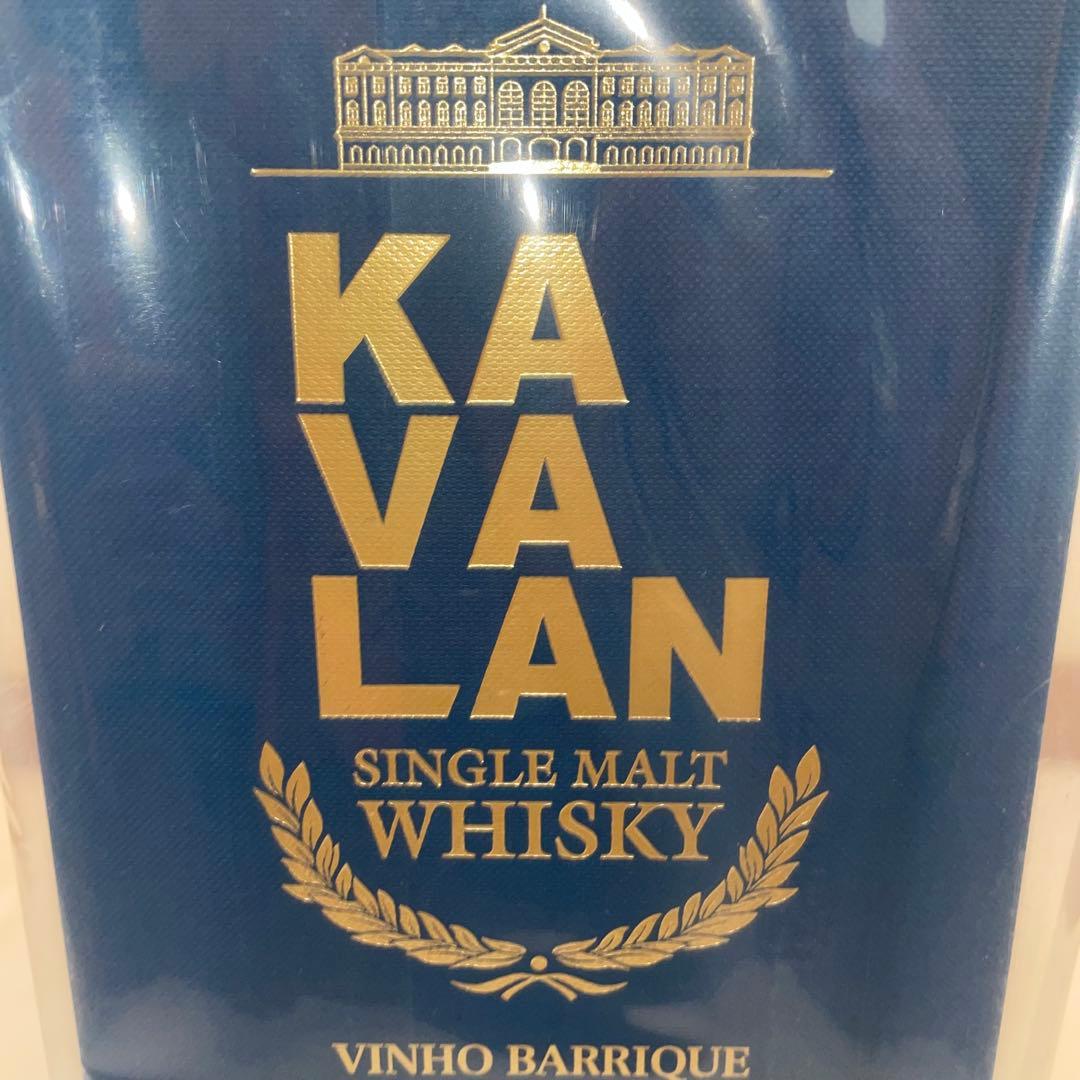 KA
VA
LAN
SINGLE MALT
WHISKY
VINHO BARRIQUE